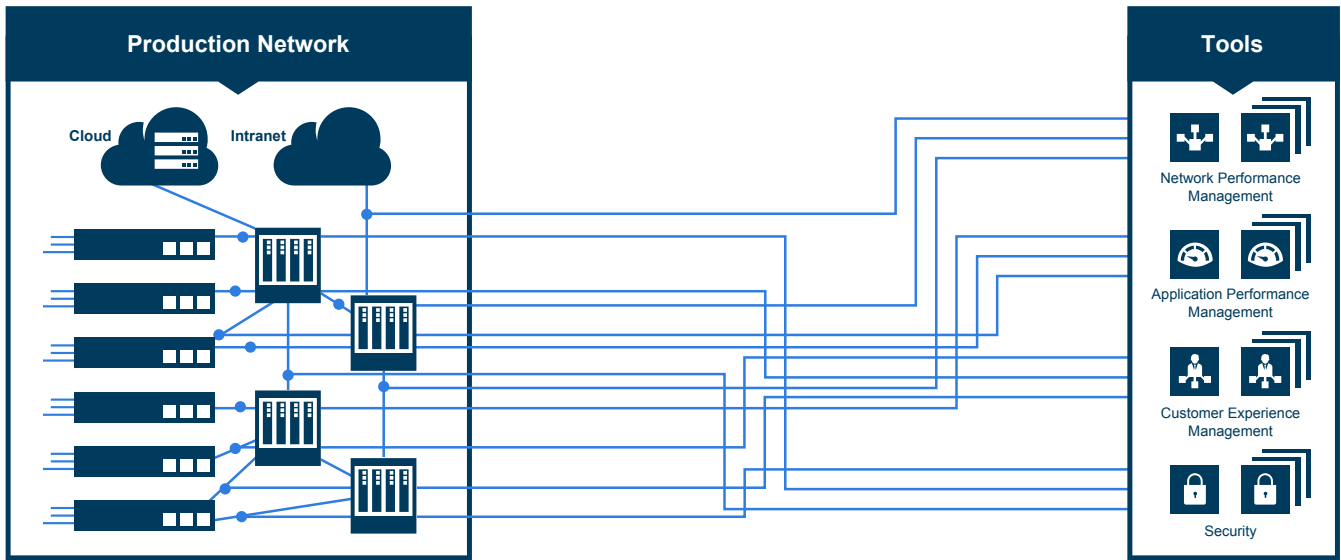 Production Network
Tools
Cloud
Intranet
Network Performance
Management
Application Performance
Management
Customer Experience
Management
Security